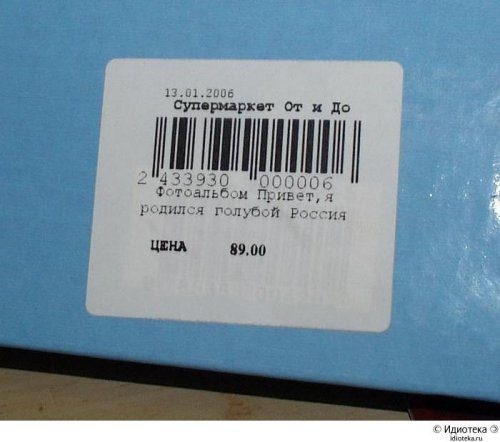 13.01.2006
Супермаркет От и До
2 433930 000006
Фотоальбом Привет,я
родился голубой Россия
ЦЕНА 89.00
© Идиотека
idioteka.ru